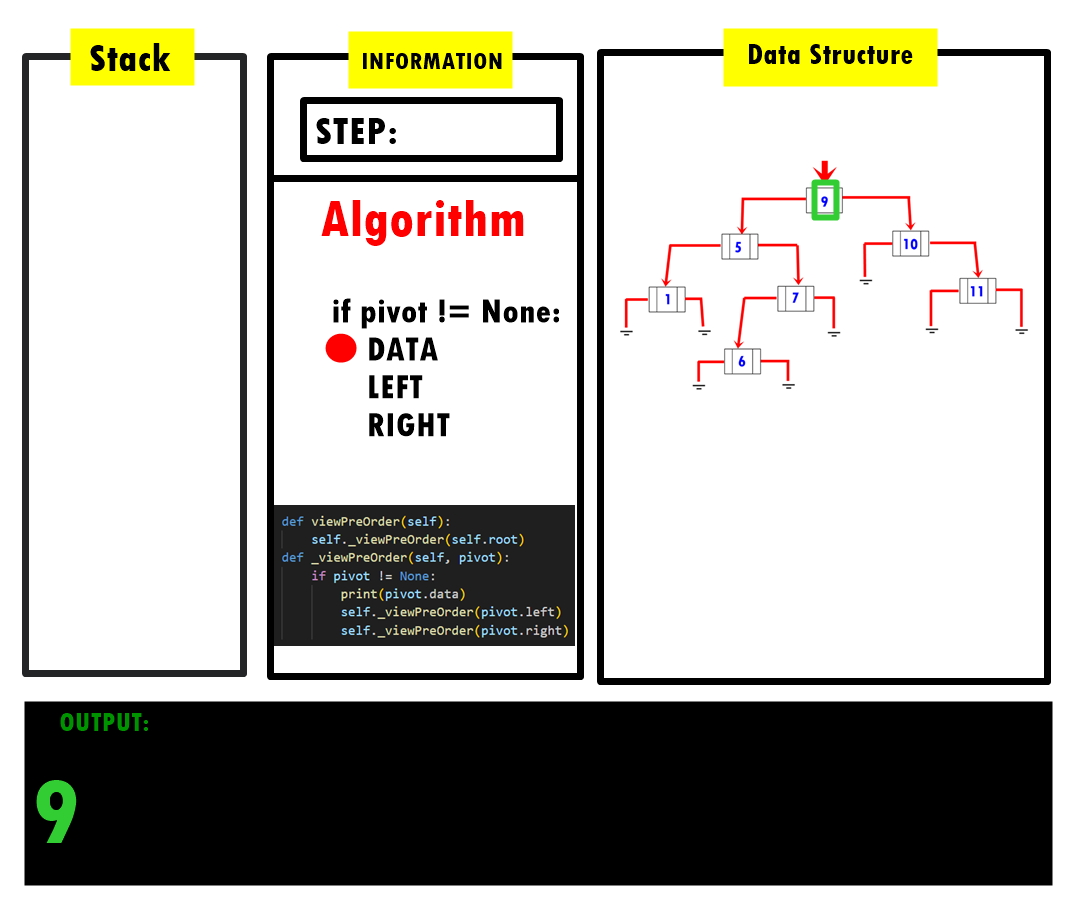 Stack
INFORMATION
STEP:
Algorithm
if pivot != None:
DATA
LEFT
RIGHT
def viewPreOrder(self):
self._viewPreOrder(self.root)
def _viewPreOrder(self, pivot):
if pivot != None:
print(pivot.data)
self._viewPreOrder(pivot.left)
self._viewPreOrder(pivot.right)
Data Structure
9
5
10
1
7
11
6
OUTPUT:
9